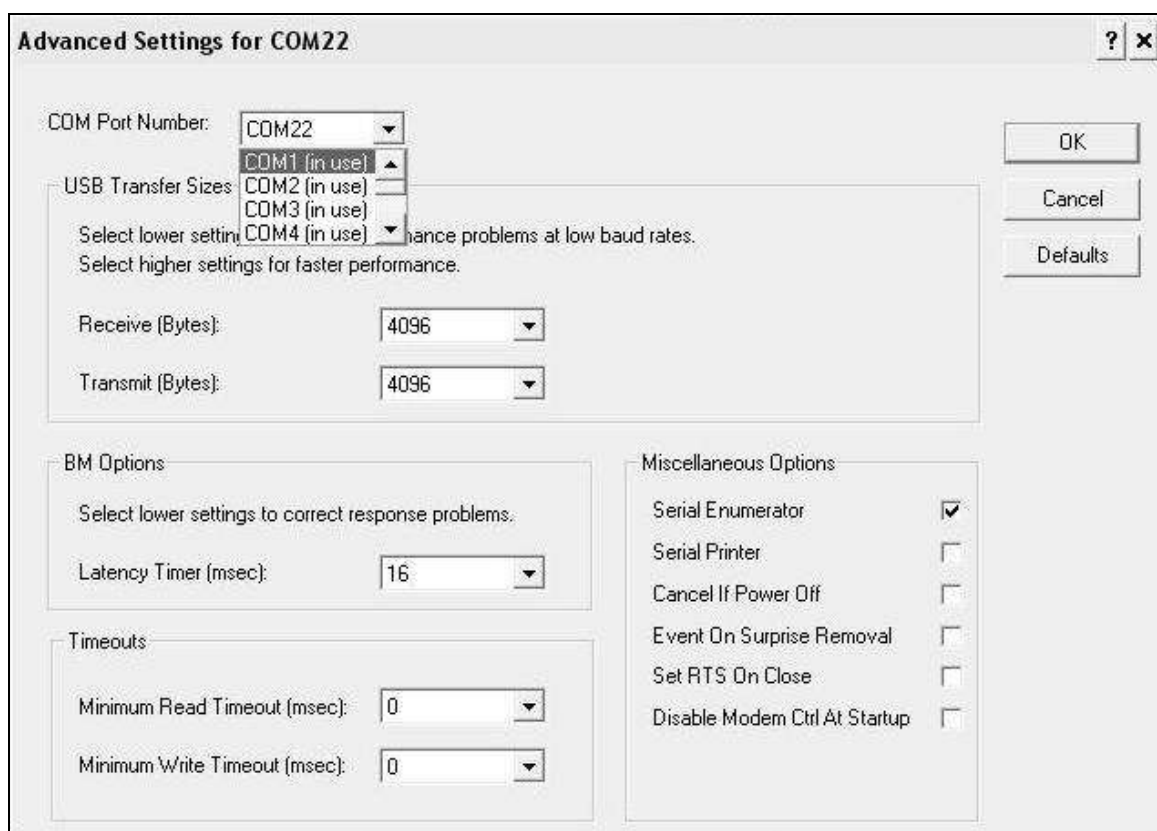 Advanced Settings for COM22
? ×
COM Port Number: COM22
COM1 (in use)
COM2 (in use)
COM3 (in use)
COM4 (in use)
OK
Cancel
Defaults
USB Transfer Sizes
Select lower mance problems at low baud rates.
Select higher settings for faster performance.
Receive (Bytes): 4096
Transmit (Bytes): 4096
BM Options
Select lower settings to correct response problems.
Latency Timer (msec): 16
Timeouts
Minimum Read Timeout (msec): 0
Minimum Write Timeout (msec): 0
Miscellaneous Options
Serial Enumerator
Serial Printer
Cancel If Power Off
Event On Surprise Removal
Set RTS On Close
Disable Modem Ctrl At Startup